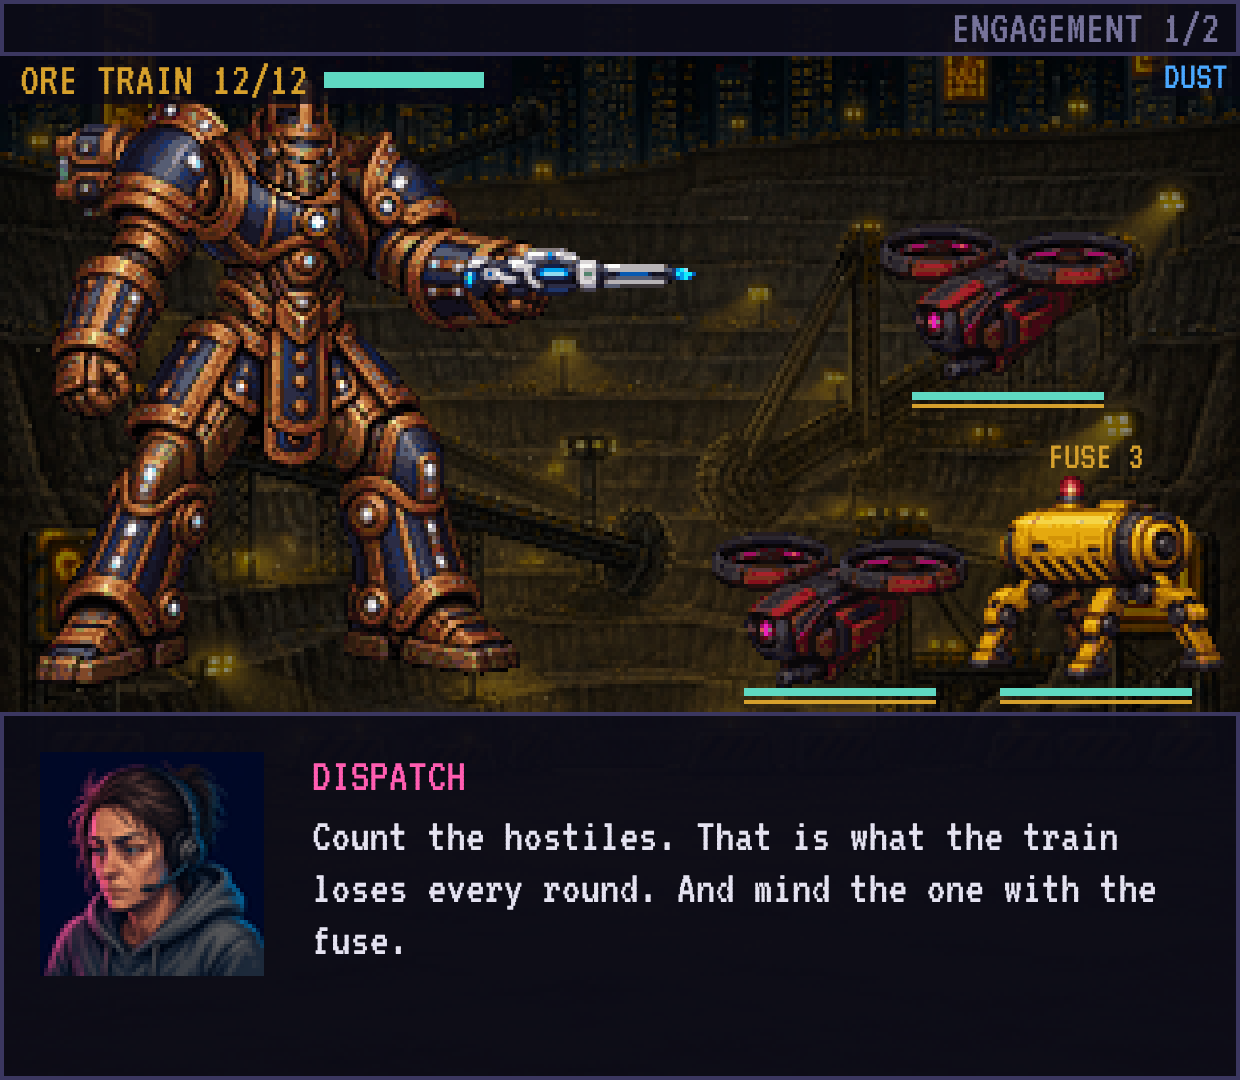 ENGAGEMENT 1/2
ORE TRAIN 12/12
DUST
FUSE 3
DISPATCH
Count the hostiles. That is what the train
loses every round. And mind the one with the
fuse.